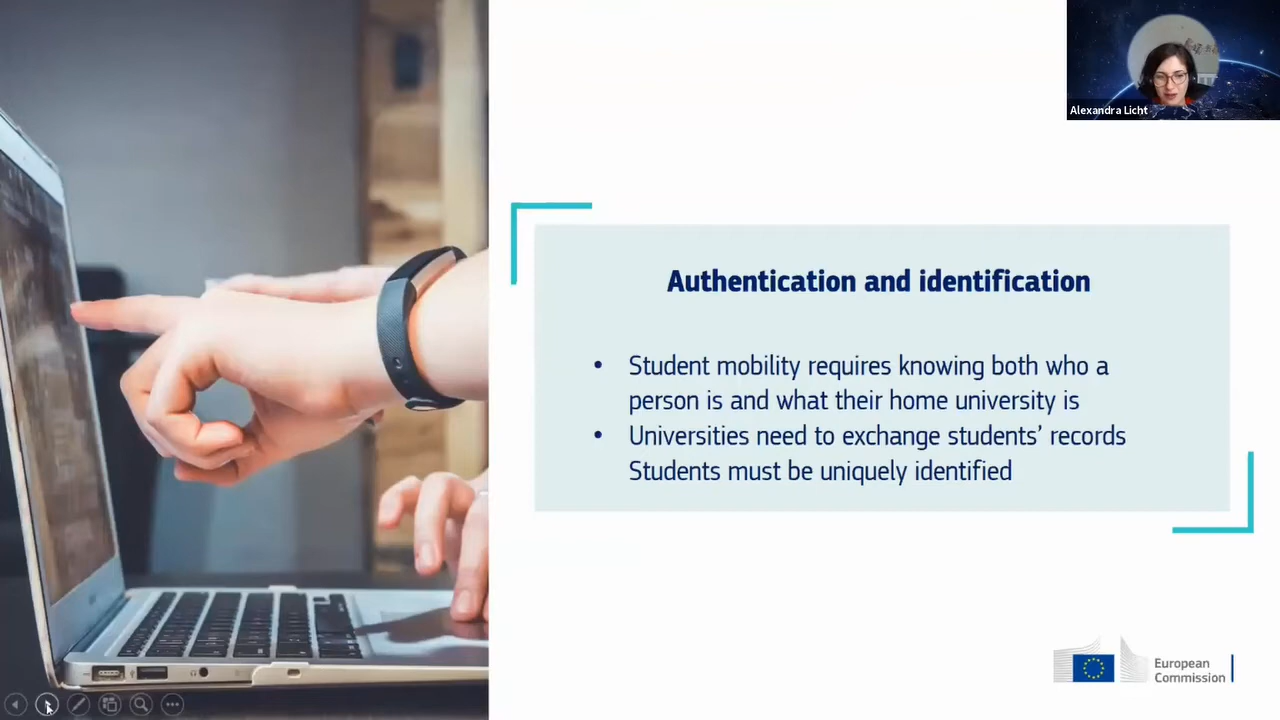 Alexandra Licht
Authentication and identification
• Student mobility requires knowing both who a
person is and what their home university is
• Universities need to exchange students’ records
Students must be uniquely identified
European
Commission